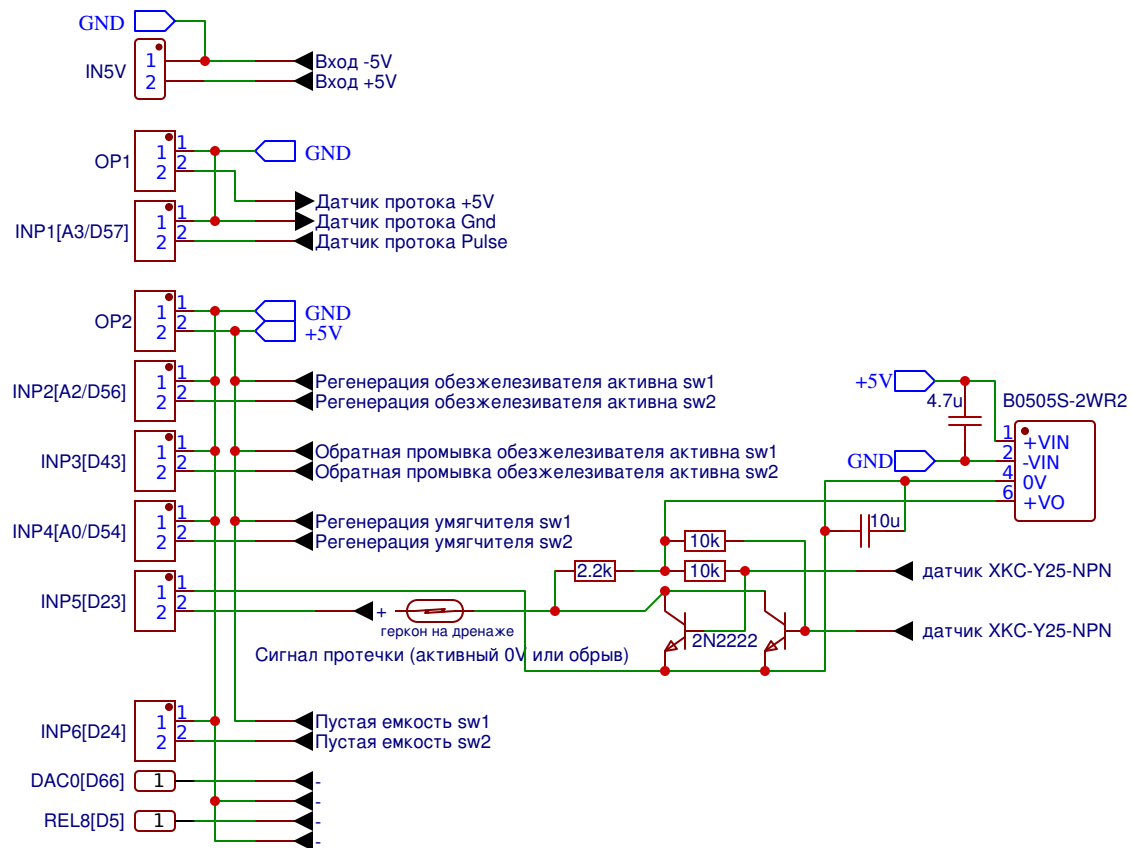 GND
IN5V
1
2
Вход -5V
Вход +5V
OP1
1 1
2 2
GND
Датчик протока +5V
INP1[A3/D57]
1 1
2 2
Датчик протока Gnd
Датчик протока Pulse
OP2
1 1
2 2
GND
+5V
INP2[A2/D56]
1 1
2 2
Регенерация обезжелезивателя активна sw1
Регенерация обезжелезивателя активна sw2
INP3[D43]
1 1
2 2
Обратная промывка обезжелезивателя активна sw1
Обратная промывка обезжелезивателя активна sw2
INP4[A0/D54]
1 1
2 2
Регенерация умягчителя sw1
Регенерация умягчителя sw2
+5V
4.7u
GND
B0505S-2WR2
1 +VIN
2 -VIN
4 0V
6 +VO
10u
10k
2.2k
10k
датчик XKC-Y25-NPN
INP5[D23]
1 1
2 2
+
геркон на дренаже
2N2222
датчик XKC-Y25-NPN
Сигнал протечки (активный 0V или обрыв)
INP6[D24]
1 1
2 2
Пустая емкость sw1
Пустая емкость sw2
DAC0[D66]
1
-
-
REL8[D5]
1
-
-